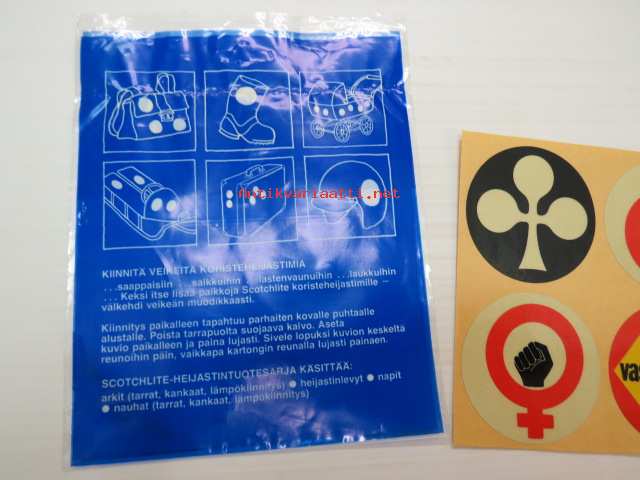 Antikvariaatti.net
KIINNITÄ VEIKEITÄ KORISTEHEIJASTIMIA
...saappaisiin ...salkkuihin ...lastenvaunuihin ...laukkuihin
... Keksi itse lisää paikkoja Scotchlite koristeheijastimille –
valkehdi veikeän muodikkaasti.
Kiinnitys paikalleen tapahtuu parhaiten kovalle puhtaalle
alustalle. Poista tarrapuolta suojaava kalvo. Aseta
kuvio paikalleen ja paina lujasti. Sivele lopuksi kuvion keskeltä
reunoihin päin, vaikkapa kartongin reunalla lujasti painaen.
SCOTCHLITE-HEIJASTINTUOTESARJA KÄSITTÄÄ:
arkit (tarrat, kankaat, lämpökiinnitys) ● heijastinlevyt ● napit
● nauhat (tarrat, kankaat, lämpökiinnitys)